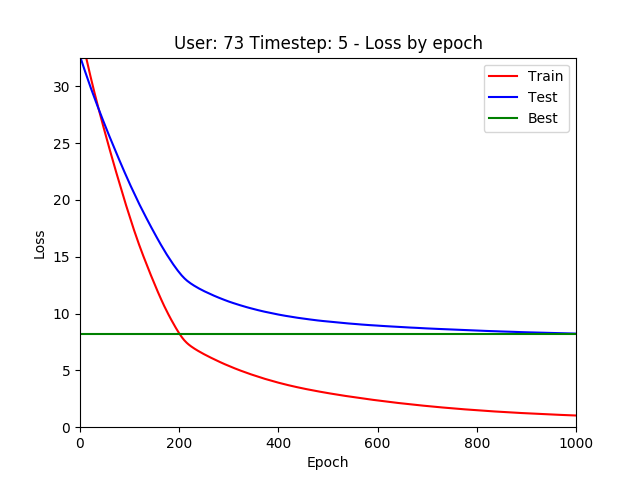 User: 73 Timestep: 5 - Loss by epoch
Train
Test
Best
Loss
30
25
20
15
10
5
0
0 200 400 600 800 1000
Epoch